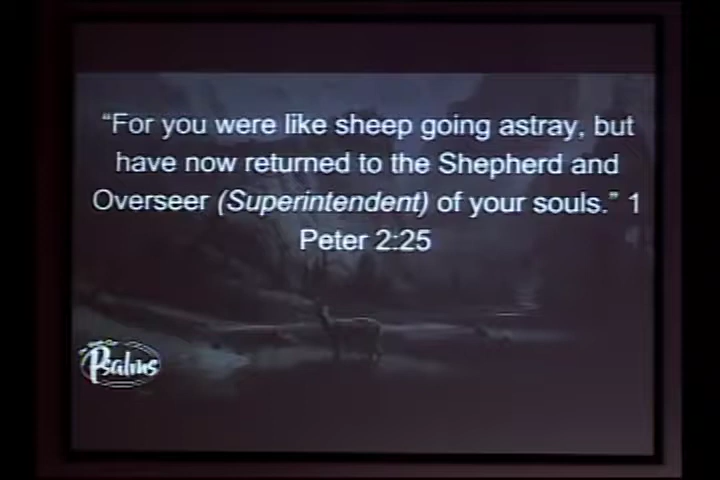 “For you were like sheep going astray, but
have now returned to the Shepherd and
Overseer (Superintendent) of your souls.” 1
Peter 2:25
Psalms